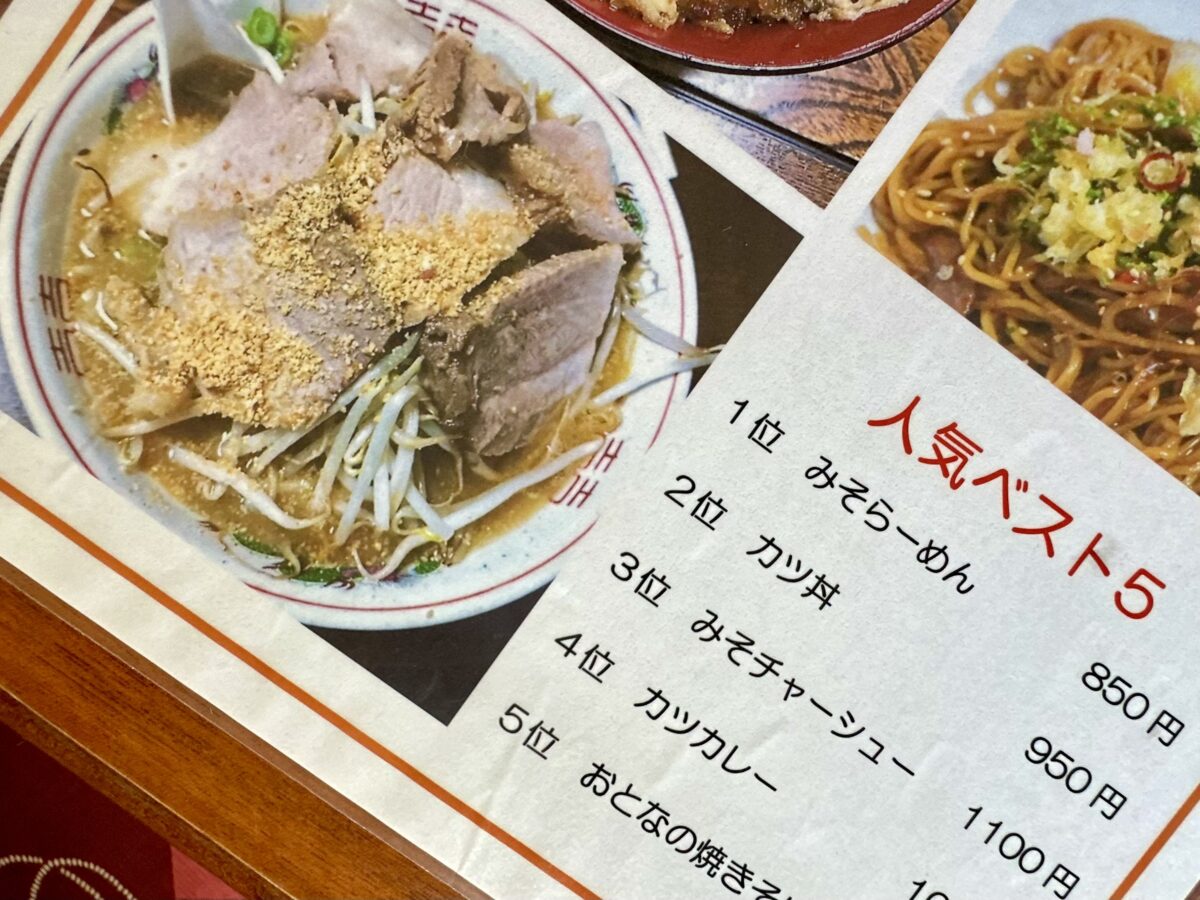 人気ベスト5
1位 みそらーめん 850円
2位 カツ丼 950円
3位 みそチャーシュー 1100円
4位 カツカレー 10
5位 おとなの焼きそ